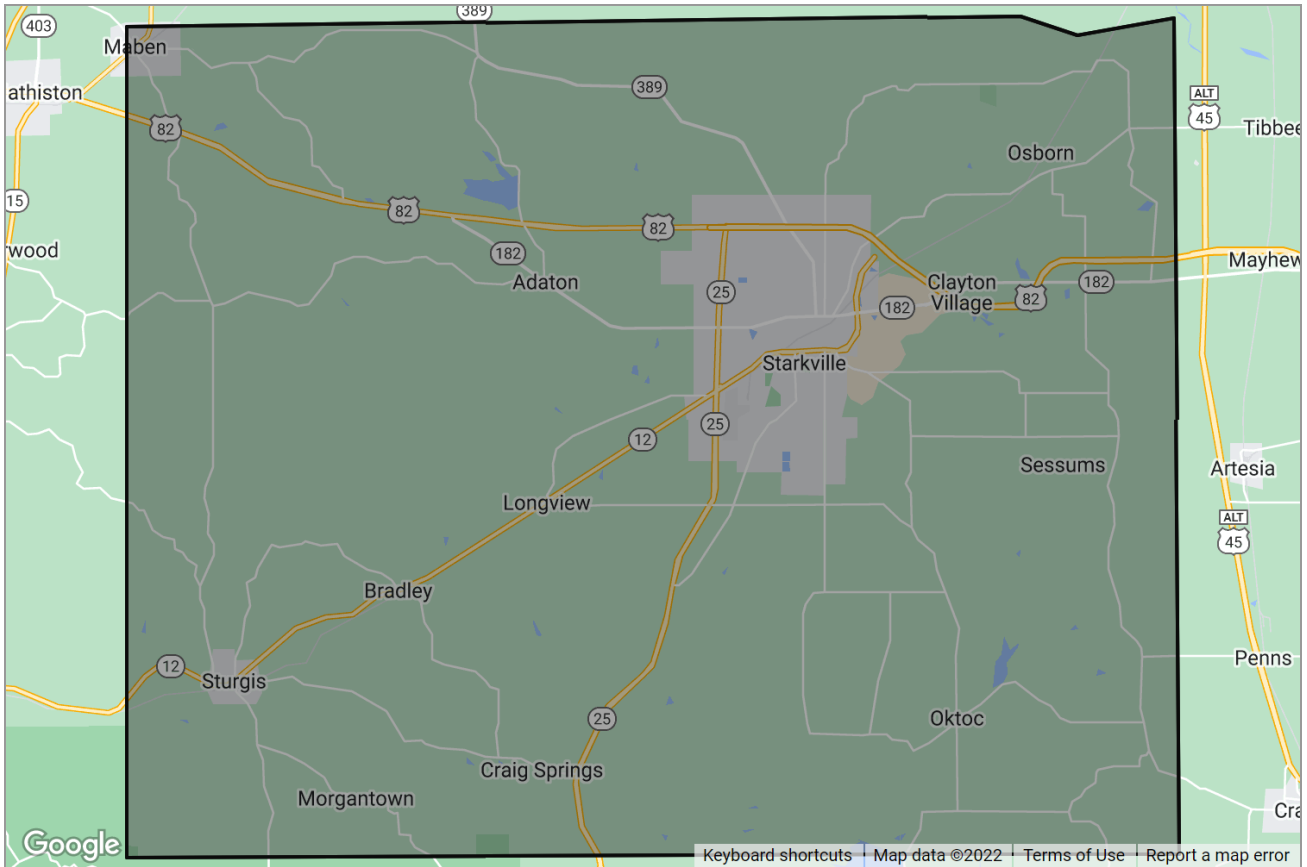 389
403
Maben
athiston
389
ALT
45
82
Tibbee
Osborn
15
82
82
rwood
182
Mayhew
Adaton
Clayton
Village
25
182
82
182
Starkville
25
12
Sessums
Artesia
Longview
ALT
45
Bradley
12
Sturgis
Penns
25
Oktoc
Craig Springs
Morgantown
Cra
Google
Keyboard shortcuts
Map data ©2022
Terms of Use
Report a map error